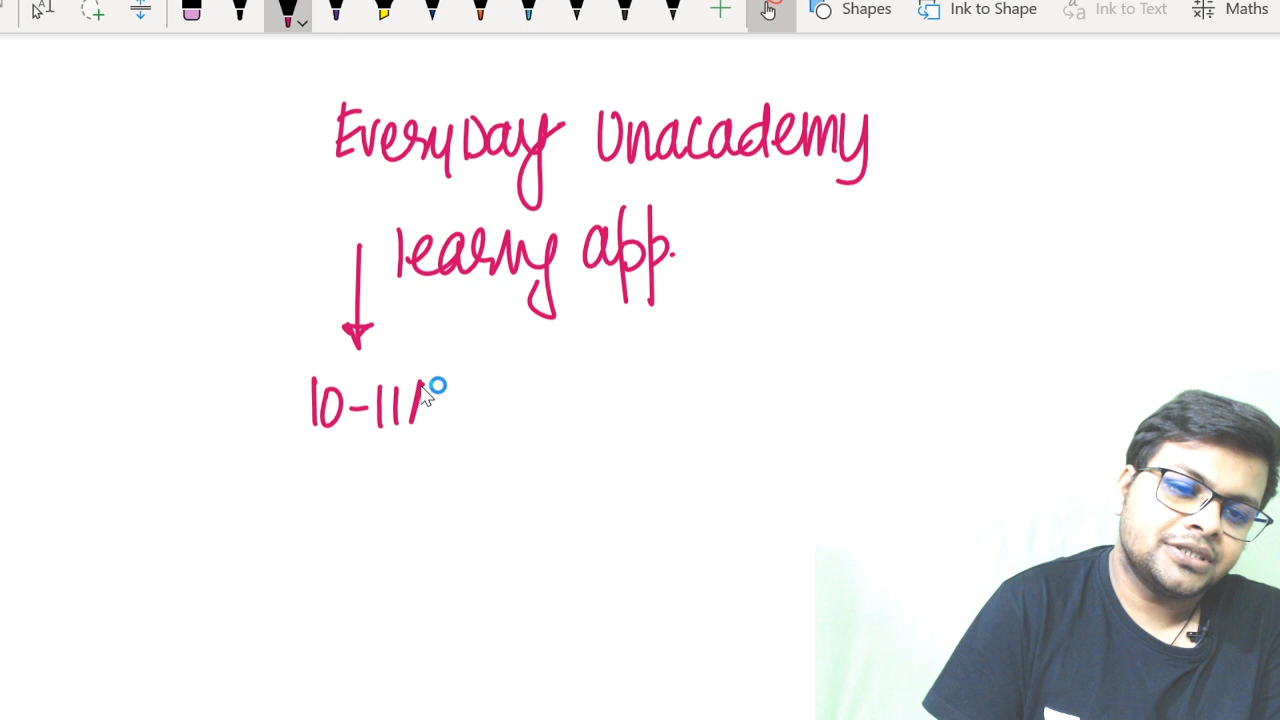 Shapes Ink to Shape Ink to Text Maths
EveryDay Unacademy
learny app.
10-11